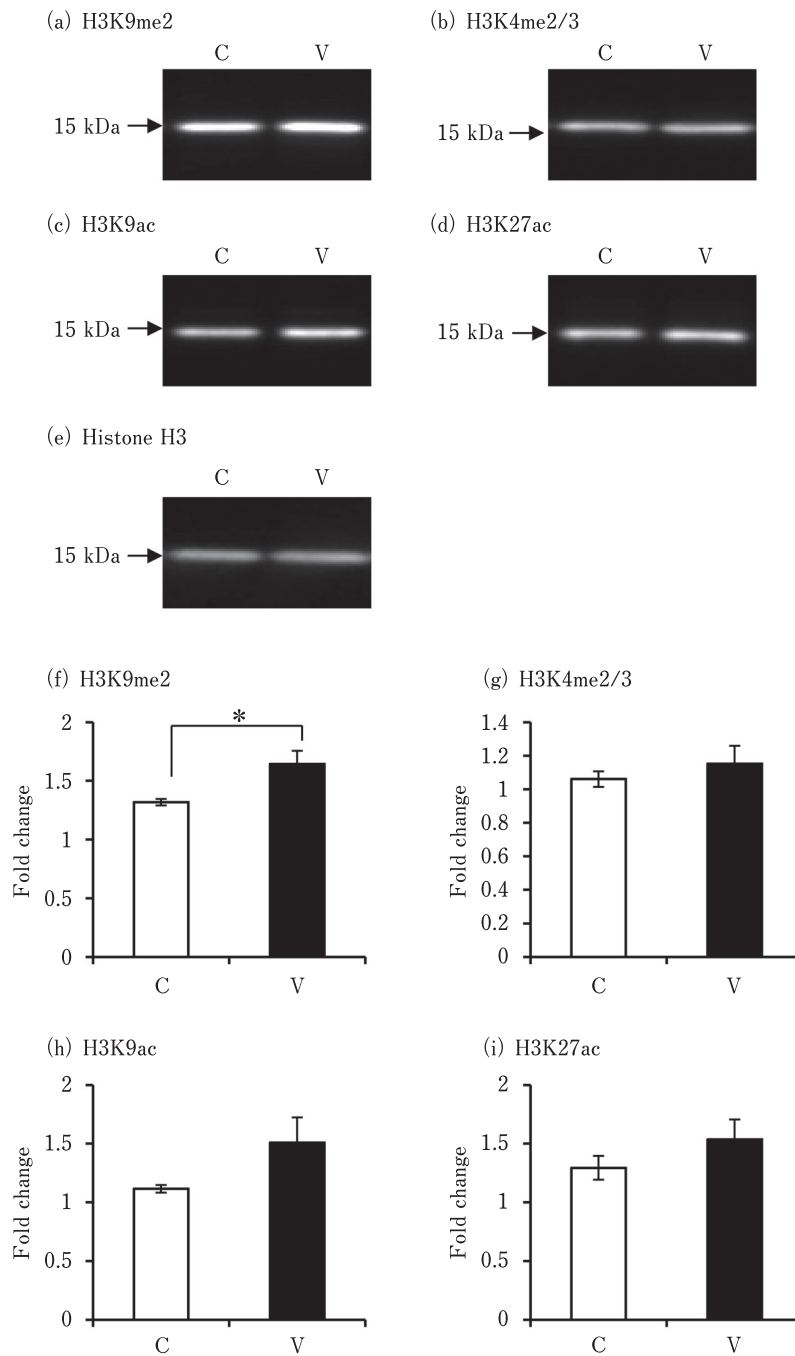 (a) H3K9me2
C V
15 kDa
(b) H3K4me2/3
C V
15 kDa
(c) H3K9ac
C V
15 kDa
(d) H3K27ac
C V
15 kDa
(e) Histone H3
C V
15 kDa
(f) H3K9me2
Fold change
2
1.5
1
0.5
0
*
C V
(g) H3K4me2/3
Fold change
1.4
1.2
1
0.8
0.6
0.4
0.2
0
C V
(h) H3K9ac
Fold change
2
1.5
1
0.5
0
C V
(i) H3K27ac
Fold change
2
1.5
1
0.5
0
C V